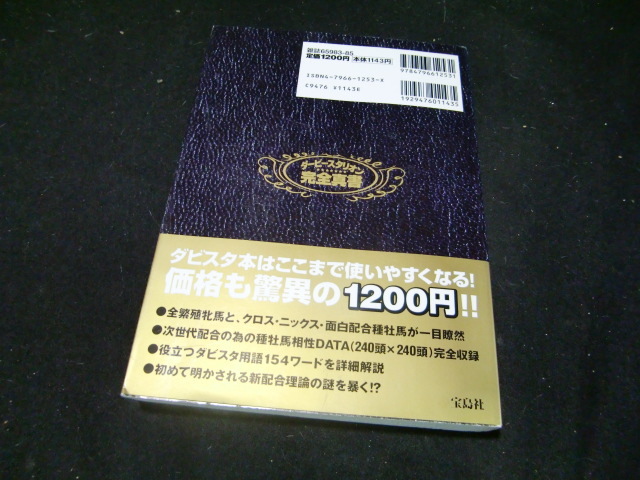 雑誌65983-85
定価1200円 本体1143円
9784796612531
ISBN4-7966-1253-X
C9476 ¥1143E
1929476011435
ダービースタリオン
完全真書
ダビスタ本はここまで使いやすくなる!
価格も驚異の1200円!!
●全繁殖牝馬と、クロス・ニックス・面白配合種牡馬が一目瞭然
●次世代配合の為の種牡馬相性DATA(240頭×240頭)完全収録
●役立つダビスタ用語154ワードを詳細解説
●初めて明かされる新配合理論の謎を暴く!?
宝島社